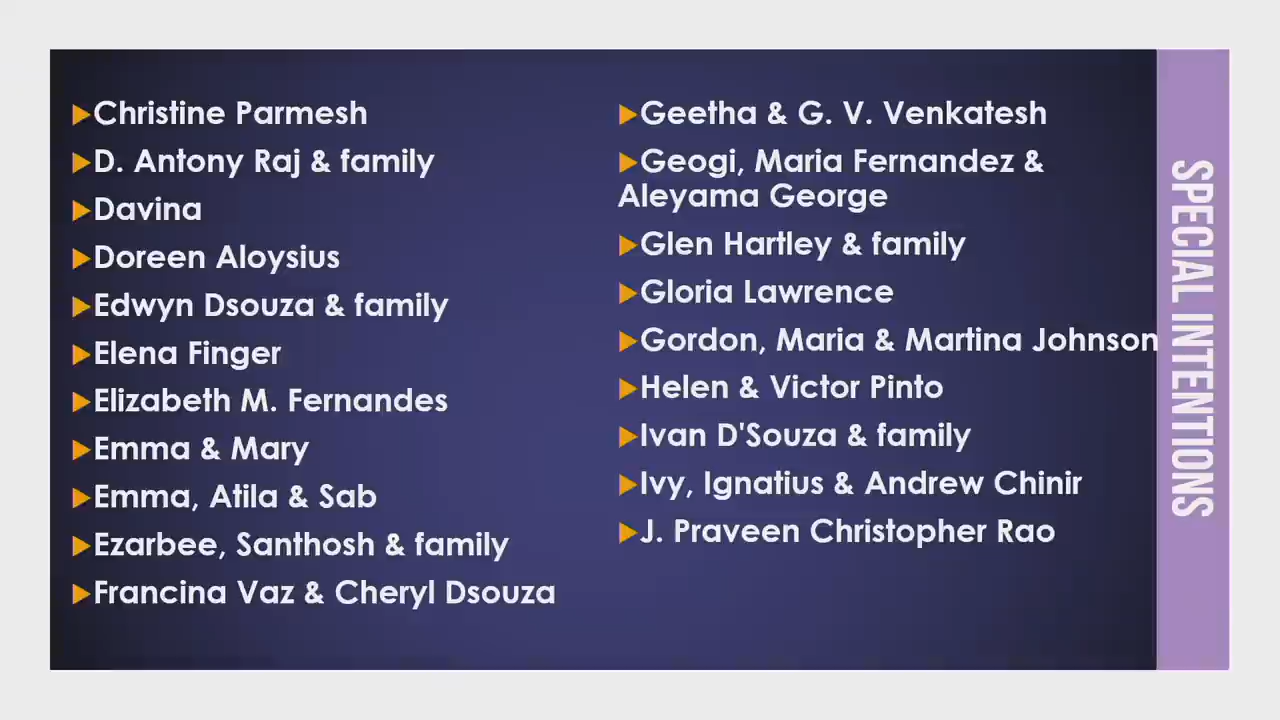 Christine Parmesh
D. Antony Raj & family
Davina
Doreen Aloysius
Edwyn Dsouza & family
Elena Finger
Elizabeth M. Fernandes
Emma & Mary
Emma, Atila & Sab
Ezarbee, Santhosh & family
Francina Vaz & Cheryl Dsouza
Geetha & G. V. Venkatesh
Geogi, Maria Fernandez &
Aleyama George
Glen Hartley & family
Gloria Lawrence
Gordon, Maria & Martina Johnson
Helen & Victor Pinto
Ivan D'Souza & family
Ivy, Ignatius & Andrew Chinir
J. Praveen Christopher Rao
SPECIAL INTENTIONS